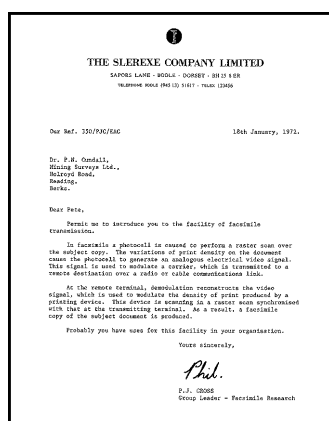 THE SLEREXE COMPANY LIMITED
SAPORS LANE - BOOLE - DORSET - BH 25 8 ER
TELEPHONE BOOLE (945 13) 51617 - TELEX 123456
Our Ref. 350/PJC/EAC 18th January, 1972.
Dr. P.N. Cundall,
Mining Surveys Ltd.,
Holroyd Road,
Reading,
Berks.
Dear Pete,
Permit me to introduce you to the facility of facsimile
transmission.
In facsimile a photocell is caused to perform a raster scan over
the subject copy. The variations of print density on the document
cause the photocell to generate an analogous electrical video signal.
This signal is used to modulate a carrier, which is transmitted to a
remote destination over a radio or cable communications link.
At the remote terminal, demodulation reconstructs the video
signal, which is used to modulate the density of print produced by a
printing device. This device is scanning in a raster scan synchronised
with that at the transmitting terminal. As a result, a facsimile
copy of the subject document is produced.
Probably you have uses for this facility in your organisation.
Yours sincerely,
Phil.
P.J. CROSS
Group Leader - Facsimile Research